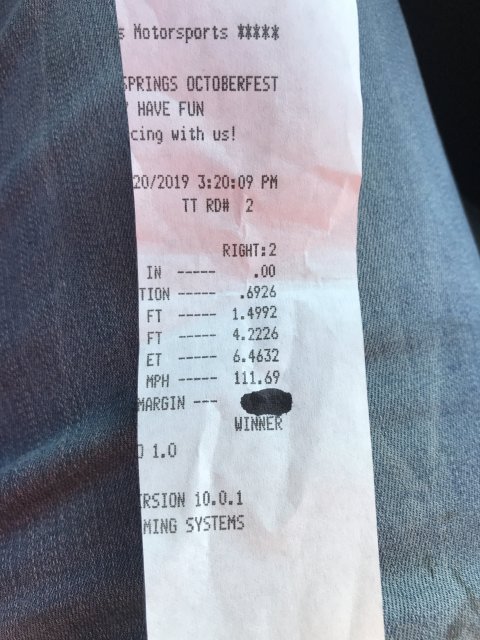 s Motorsports *****
SPRINGS OCTOBERFEST
HAVE FUN
cing with us!
20/2019 3:20:09 PM
TT RD# 2
RIGHT:2
IN ----- .00
TION ----- .6926
FT ----- 1.4992
FT ----- 4.2226
ET ----- 6.4632
MPH ----- 111.69
MARGIN ---
WINNER
1.0
RSION 10.0.1
MING SYSTEMS